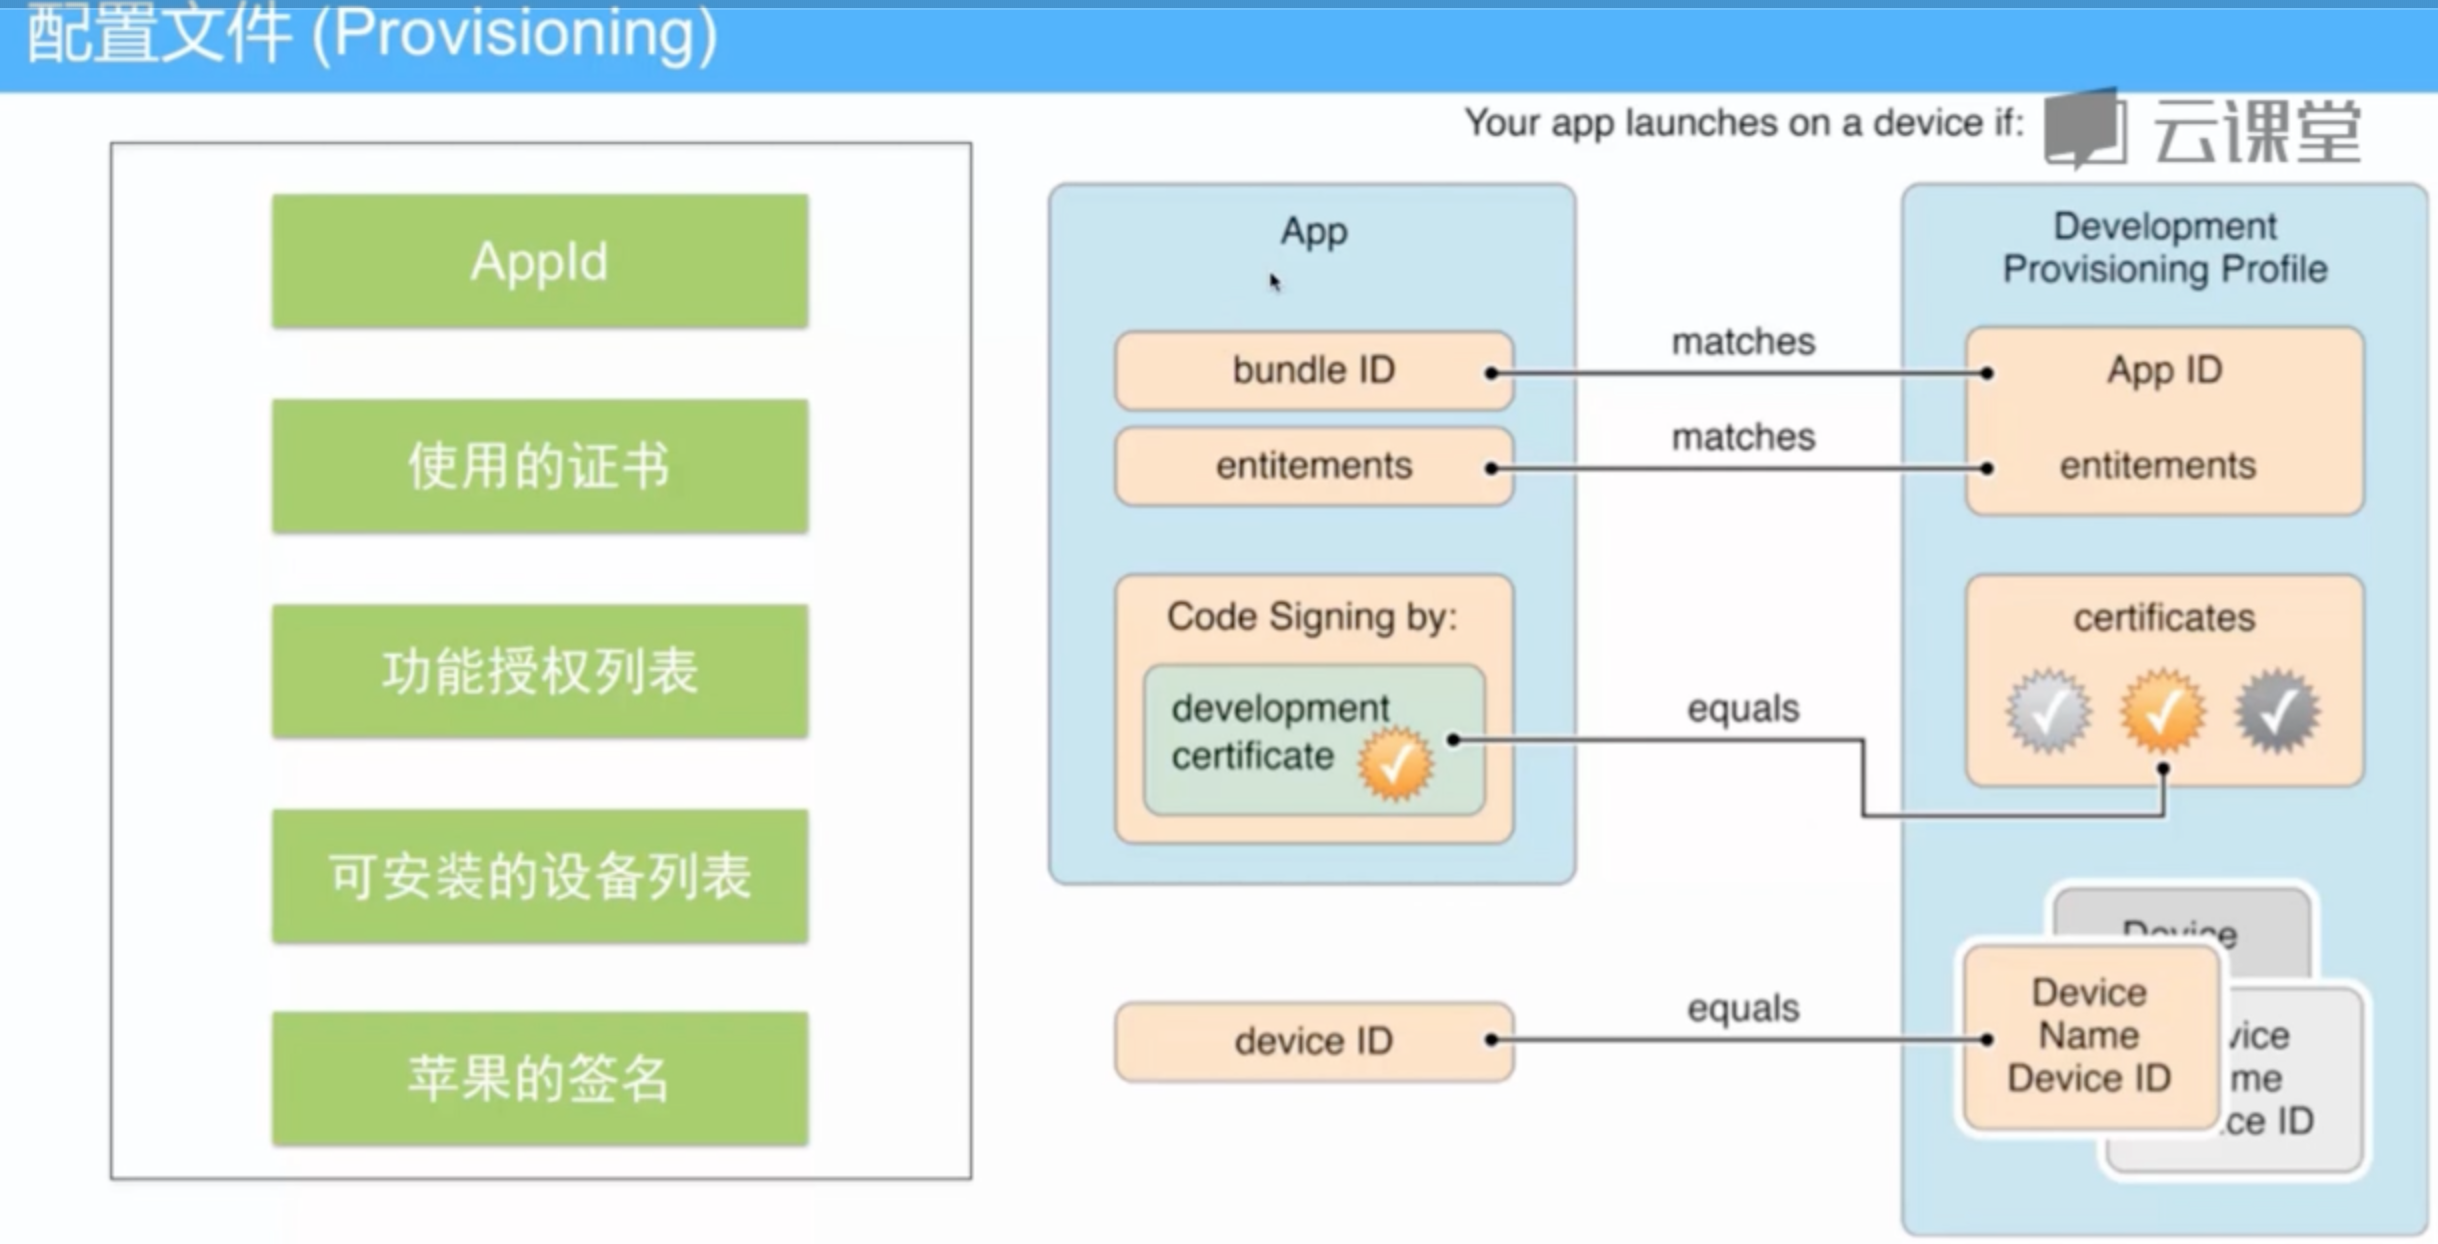 配置文件 (Provisioning)
Your app launches on a device if:
云课堂
AppId
使用的证书
功能授权列表
可安装的设备列表
苹果的签名
App
bundle ID
entitements
Code Signing by:
development
certificate
device ID
matches
matches
equals
equals
Development
Provisioning Profile
App ID
entitements
certificates
Device
Device
Name
Device ID
vice
me
ce ID